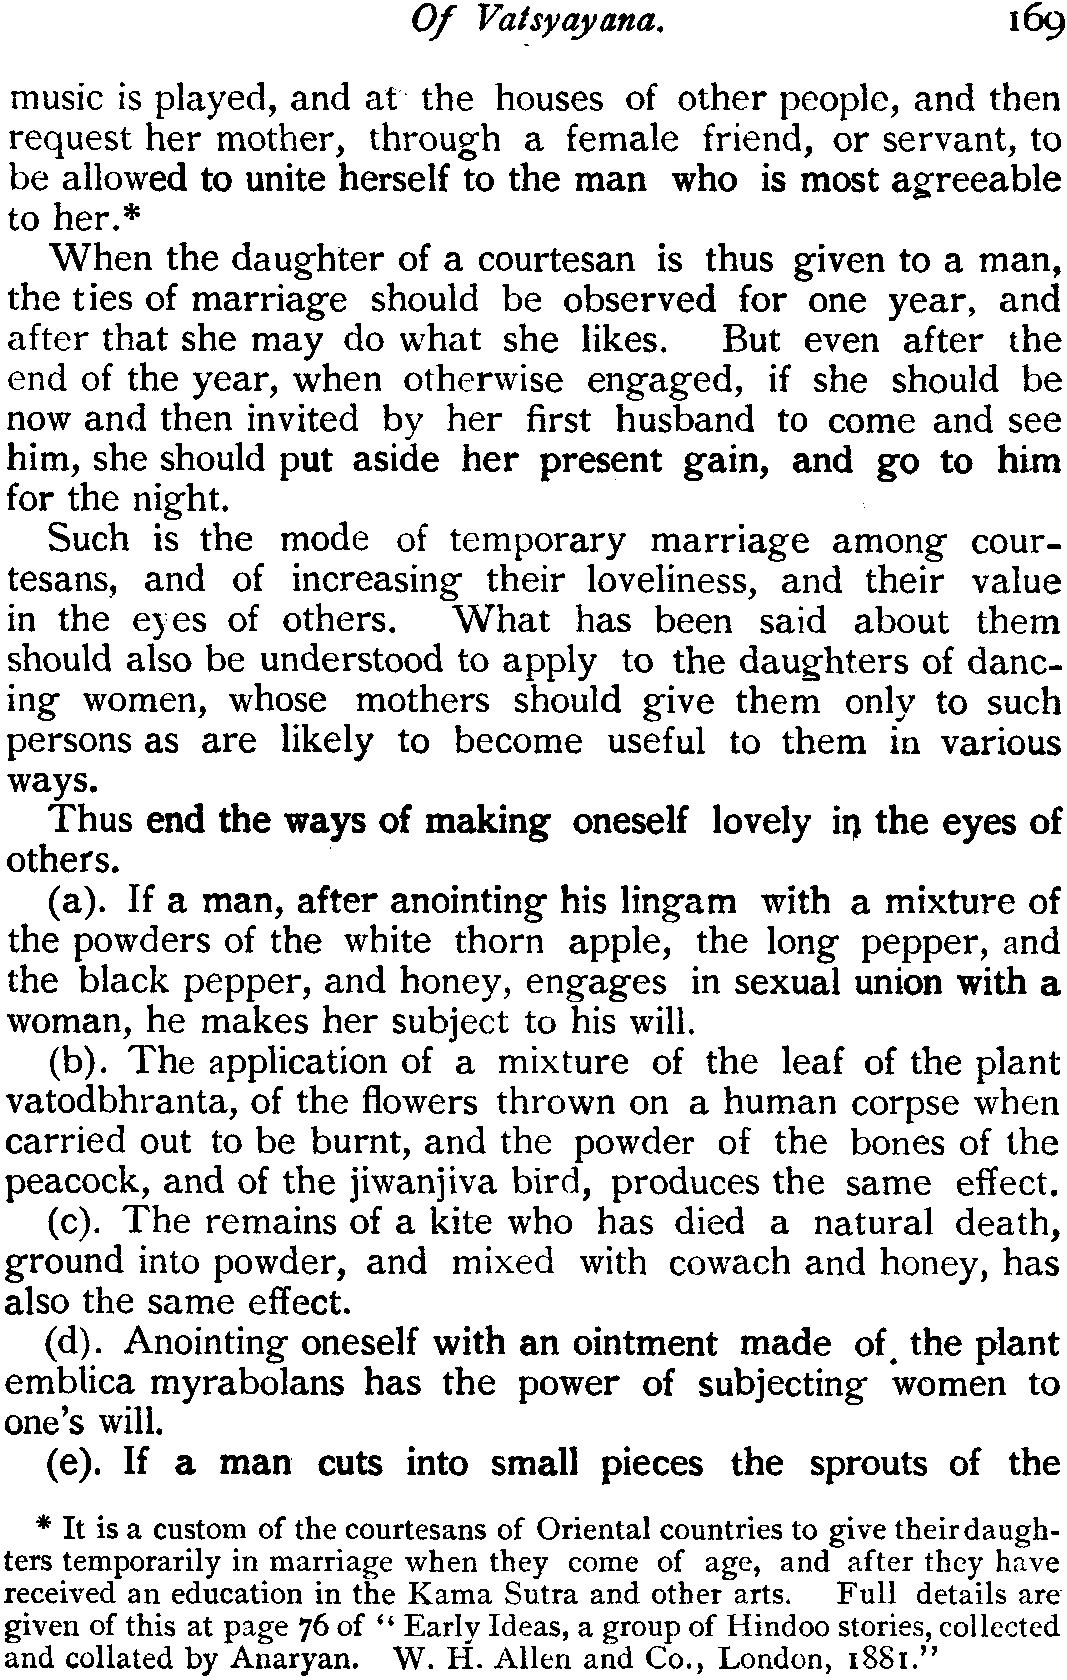 Of Vatsyayana. 169
music is played, and at the houses of other people, and then
request her mother, through a female friend, or servant, to
be allowed to unite herself to the man who is most agreeable
to her.*
When the daughter of a courtesan is thus given to a man,
the ties of marriage should be observed for one year, and
after that she may do what she likes. But even after the
end of the year, when otherwise engaged, if she should be
now and then invited by her first husband to come and see
him, she should put aside her present gain, and go to him
for the night.
Such is the mode of temporary marriage among cour-
tesans, and of increasing their loveliness, and their value
in the eyes of others. What has been said about them
should also be understood to apply to the daughters of danc-
ing women, whose mothers should give them only to such
persons as are likely to become useful to them in various
ways.
Thus end the ways of making oneself lovely in the eyes of
others.
(a). If a man, after anointing his lingam with a mixture of
the powders of the white thorn apple, the long pepper, and
the black pepper, and honey, engages in sexual union with a
woman, he makes her subject to his will.
(b). The application of a mixture of the leaf of the plant
vatodbhranta, of the flowers thrown on a human corpse when
carried out to be burnt, and the powder of the bones of the
peacock, and of the jiwanjiva bird, produces the same effect.
(c). The remains of a kite who has died a natural death,
ground into powder, and mixed with cowach and honey, has
also the same effect.
(d). Anointing oneself with an ointment made of the plant
emblica myrabolans has the power of subjecting women to
one's will.
(e). If a man cuts into small pieces the sprouts of the
* It is a custom of the courtesans of Oriental countries to give their daugh-
ters temporarily in marriage when they come of age, and after they have
received an education in the Kama Sutra and other arts. Full details are
given of this at page 76 of "Early Ideas, a group of Hindoo stories, collected
and collated by Anaryan. W. H. Allen and Co., London, 1881."